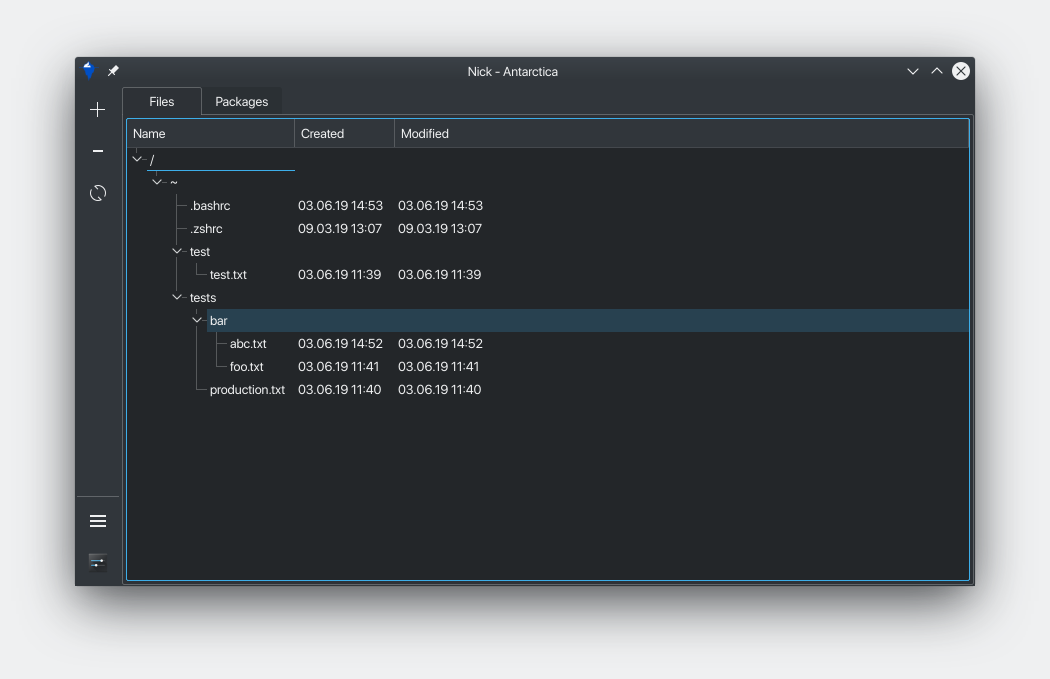 Nick - Antarctica
Files Packages
Name Created Modified
/
~
.bashrc 03.06.19 14:53 03.06.19 14:53
.zshrc 09.03.19 13:07 09.03.19 13:07
test
test.txt 03.06.19 11:39 03.06.19 11:39
tests
bar
abc.txt 03.06.19 14:52 03.06.19 14:52
foo.txt 03.06.19 11:41 03.06.19 11:41
production.txt 03.06.19 11:40 03.06.19 11:40